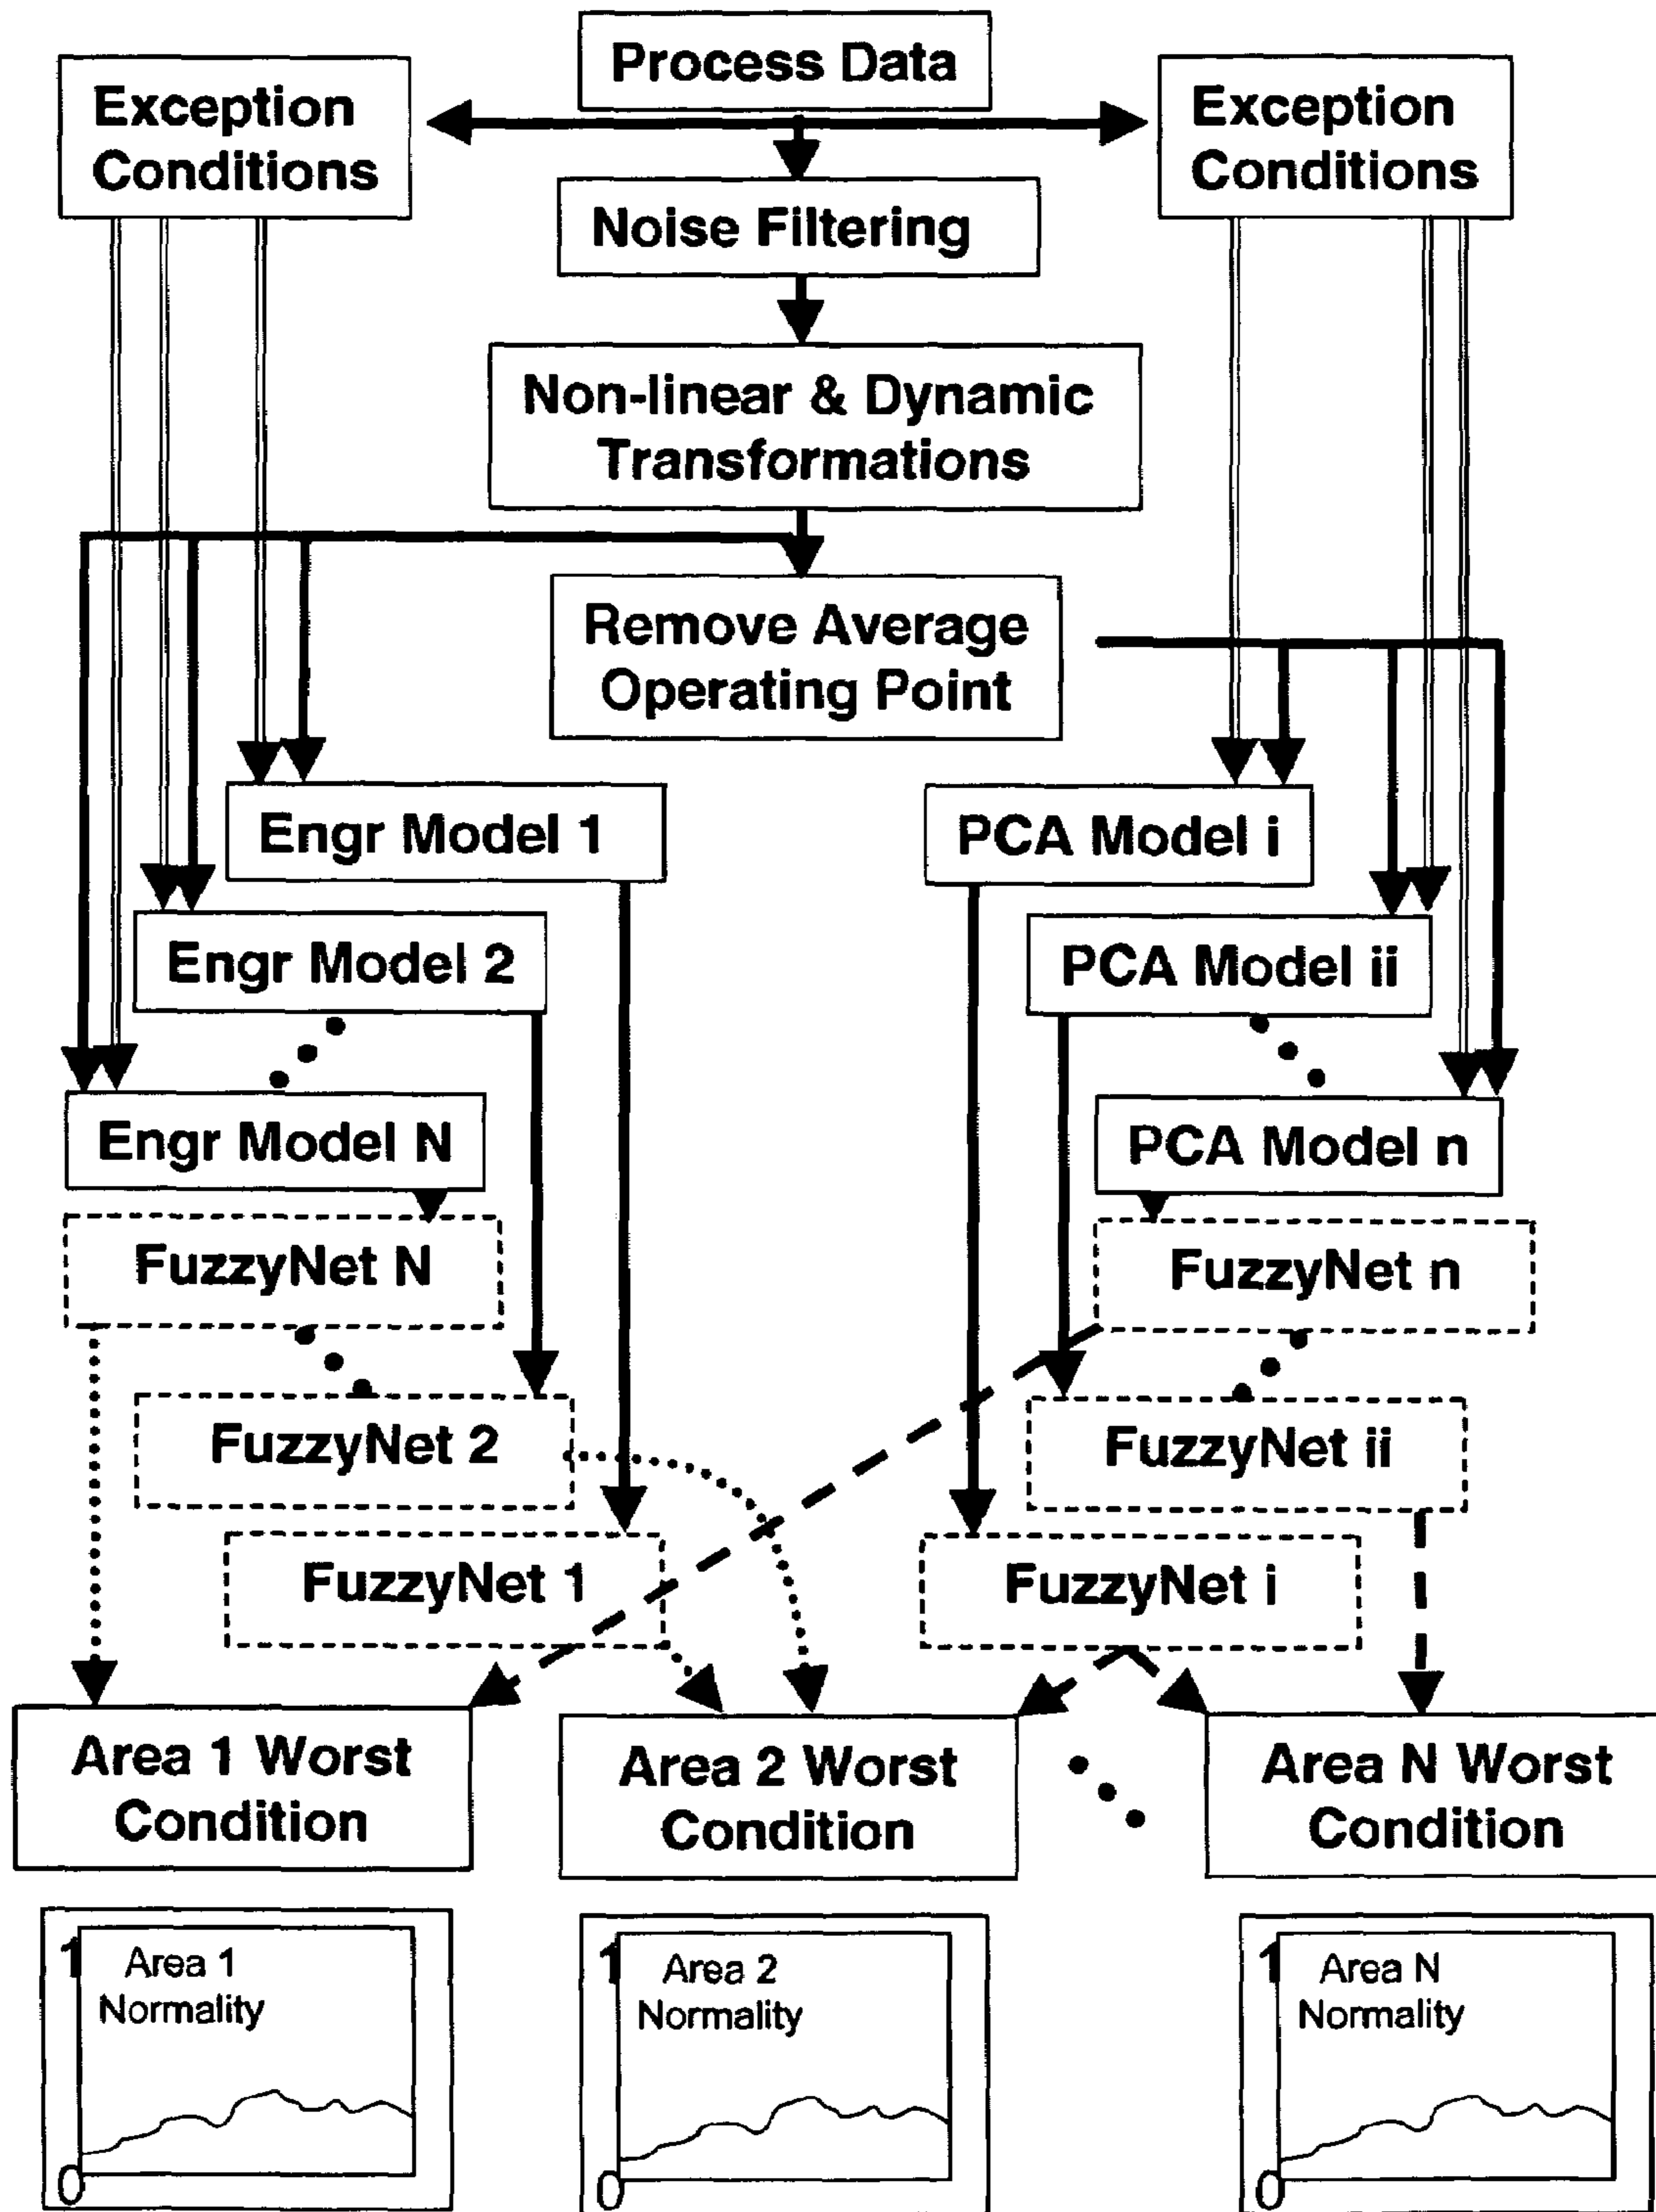 Process Data
Exception
Conditions
Exception
Conditions
Noise Filtering
Non-linear & Dynamic
Transformations
Remove Average
Operating Point
Engr Model 1
PCA Model i
Engr Model 2
PCA Model ii
Engr Model N
PCA Model n
FuzzyNet N
FuzzyNet n
FuzzyNet 2
FuzzyNet ii
FuzzyNet 1
FuzzyNet i
Area 1 Worst
Condition
Area 2 Worst
Condition
Area N Worst
Condition
1
Area 1
Normality
0
1
Area 2
Normality
0
1
Area N
Normality
0